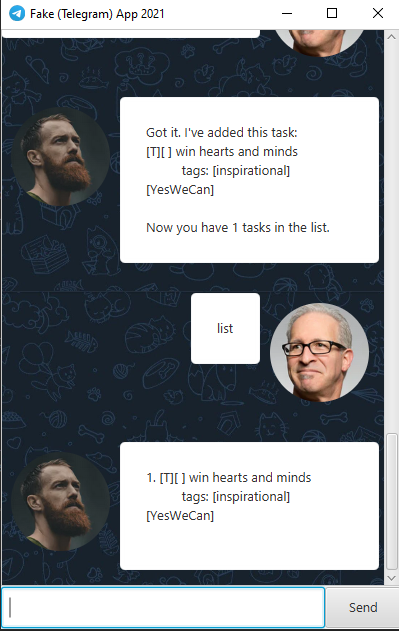 Fake (Telegram) App 2021
Got it. I've added this task:
[T][ ] win hearts and minds
tags: [inspirational]
[YesWeCan]
Now you have 1 tasks in the list.
list
1. [T][ ] win hearts and minds
tags: [inspirational]
[YesWeCan]
Send